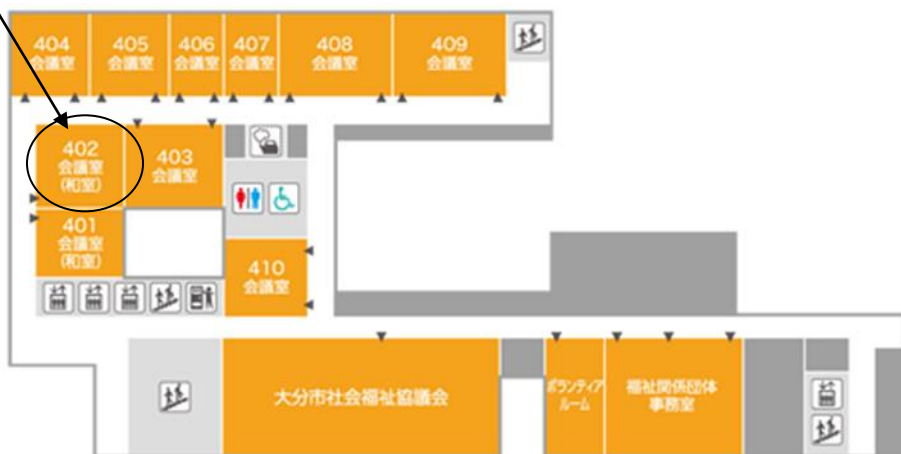 404
会議室
405
会議室
406
会議室
407
会議室
408
会議室
409
会議室
402
会議室
(和室)
403
会議室
401
会議室
(和室)
410
会議室
大分市社会福祉協議会
ボランティア
ルーム
福祉関係団体
事務室